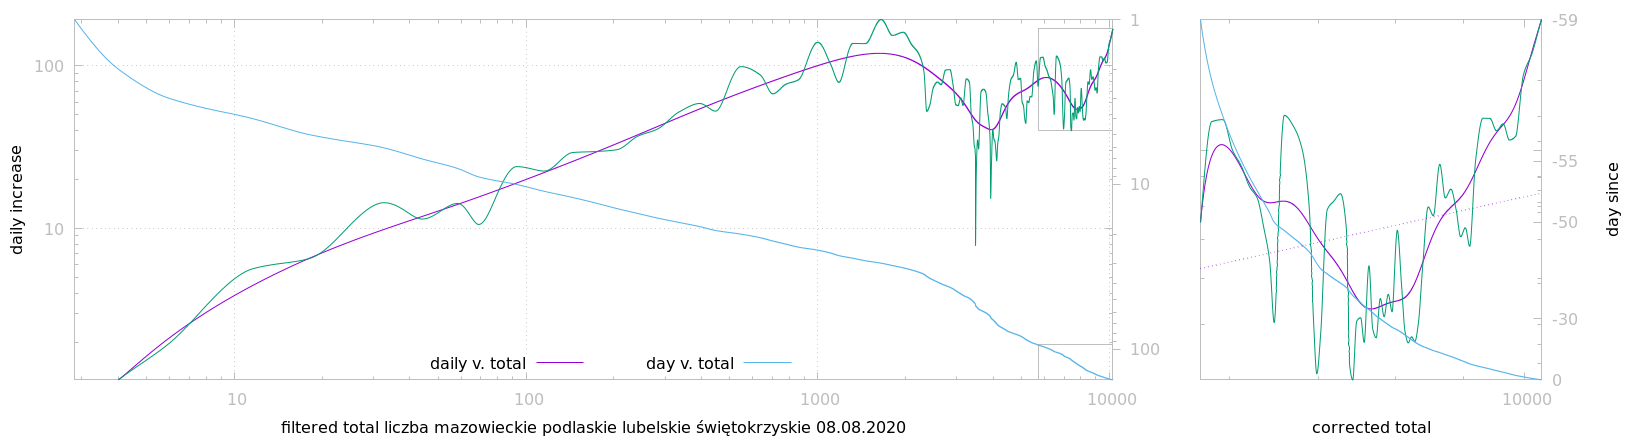 1
-59
100
10
daily increase
10
-55
-50
day since
-30
daily v. total
day v. total
100
0
10
100
1000
10000
10000
filtered total liczba mazowieckie podlaskie lubelskie świętokrzyskie 08.08.2020
corrected total